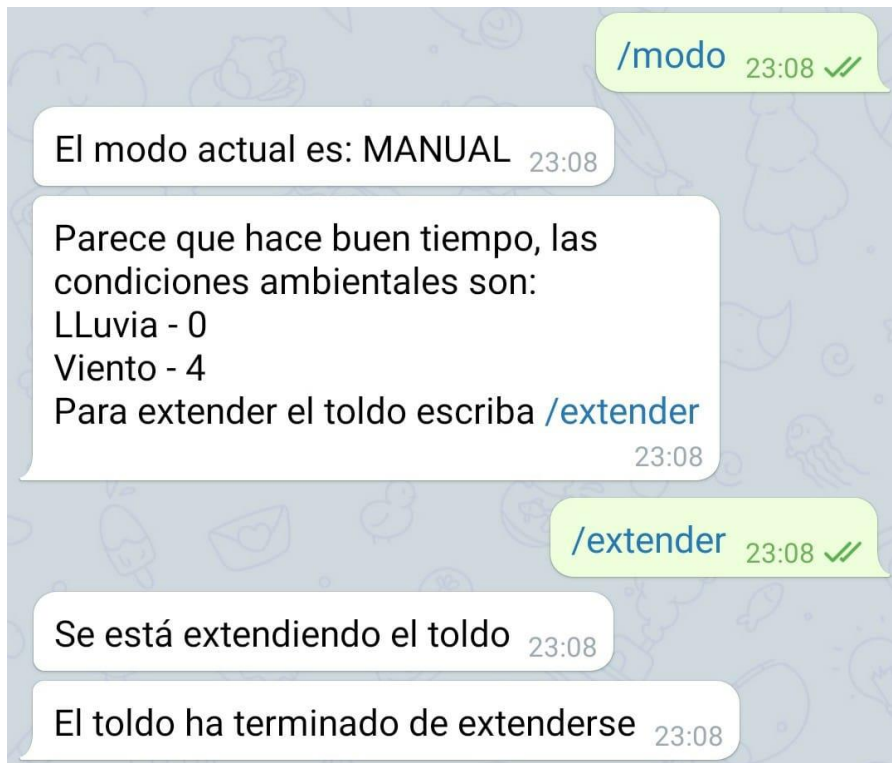 /modo 23:08
El modo actual es: MANUAL 23:08
Parece que hace buen tiempo, las
condiciones ambientales son:
LLuvia - 0
Viento - 4
Para extender el toldo escriba /extender
23:08
/extender 23:08
Se está extendiendo el toldo 23:08
El toldo ha terminado de extenderse 23:08